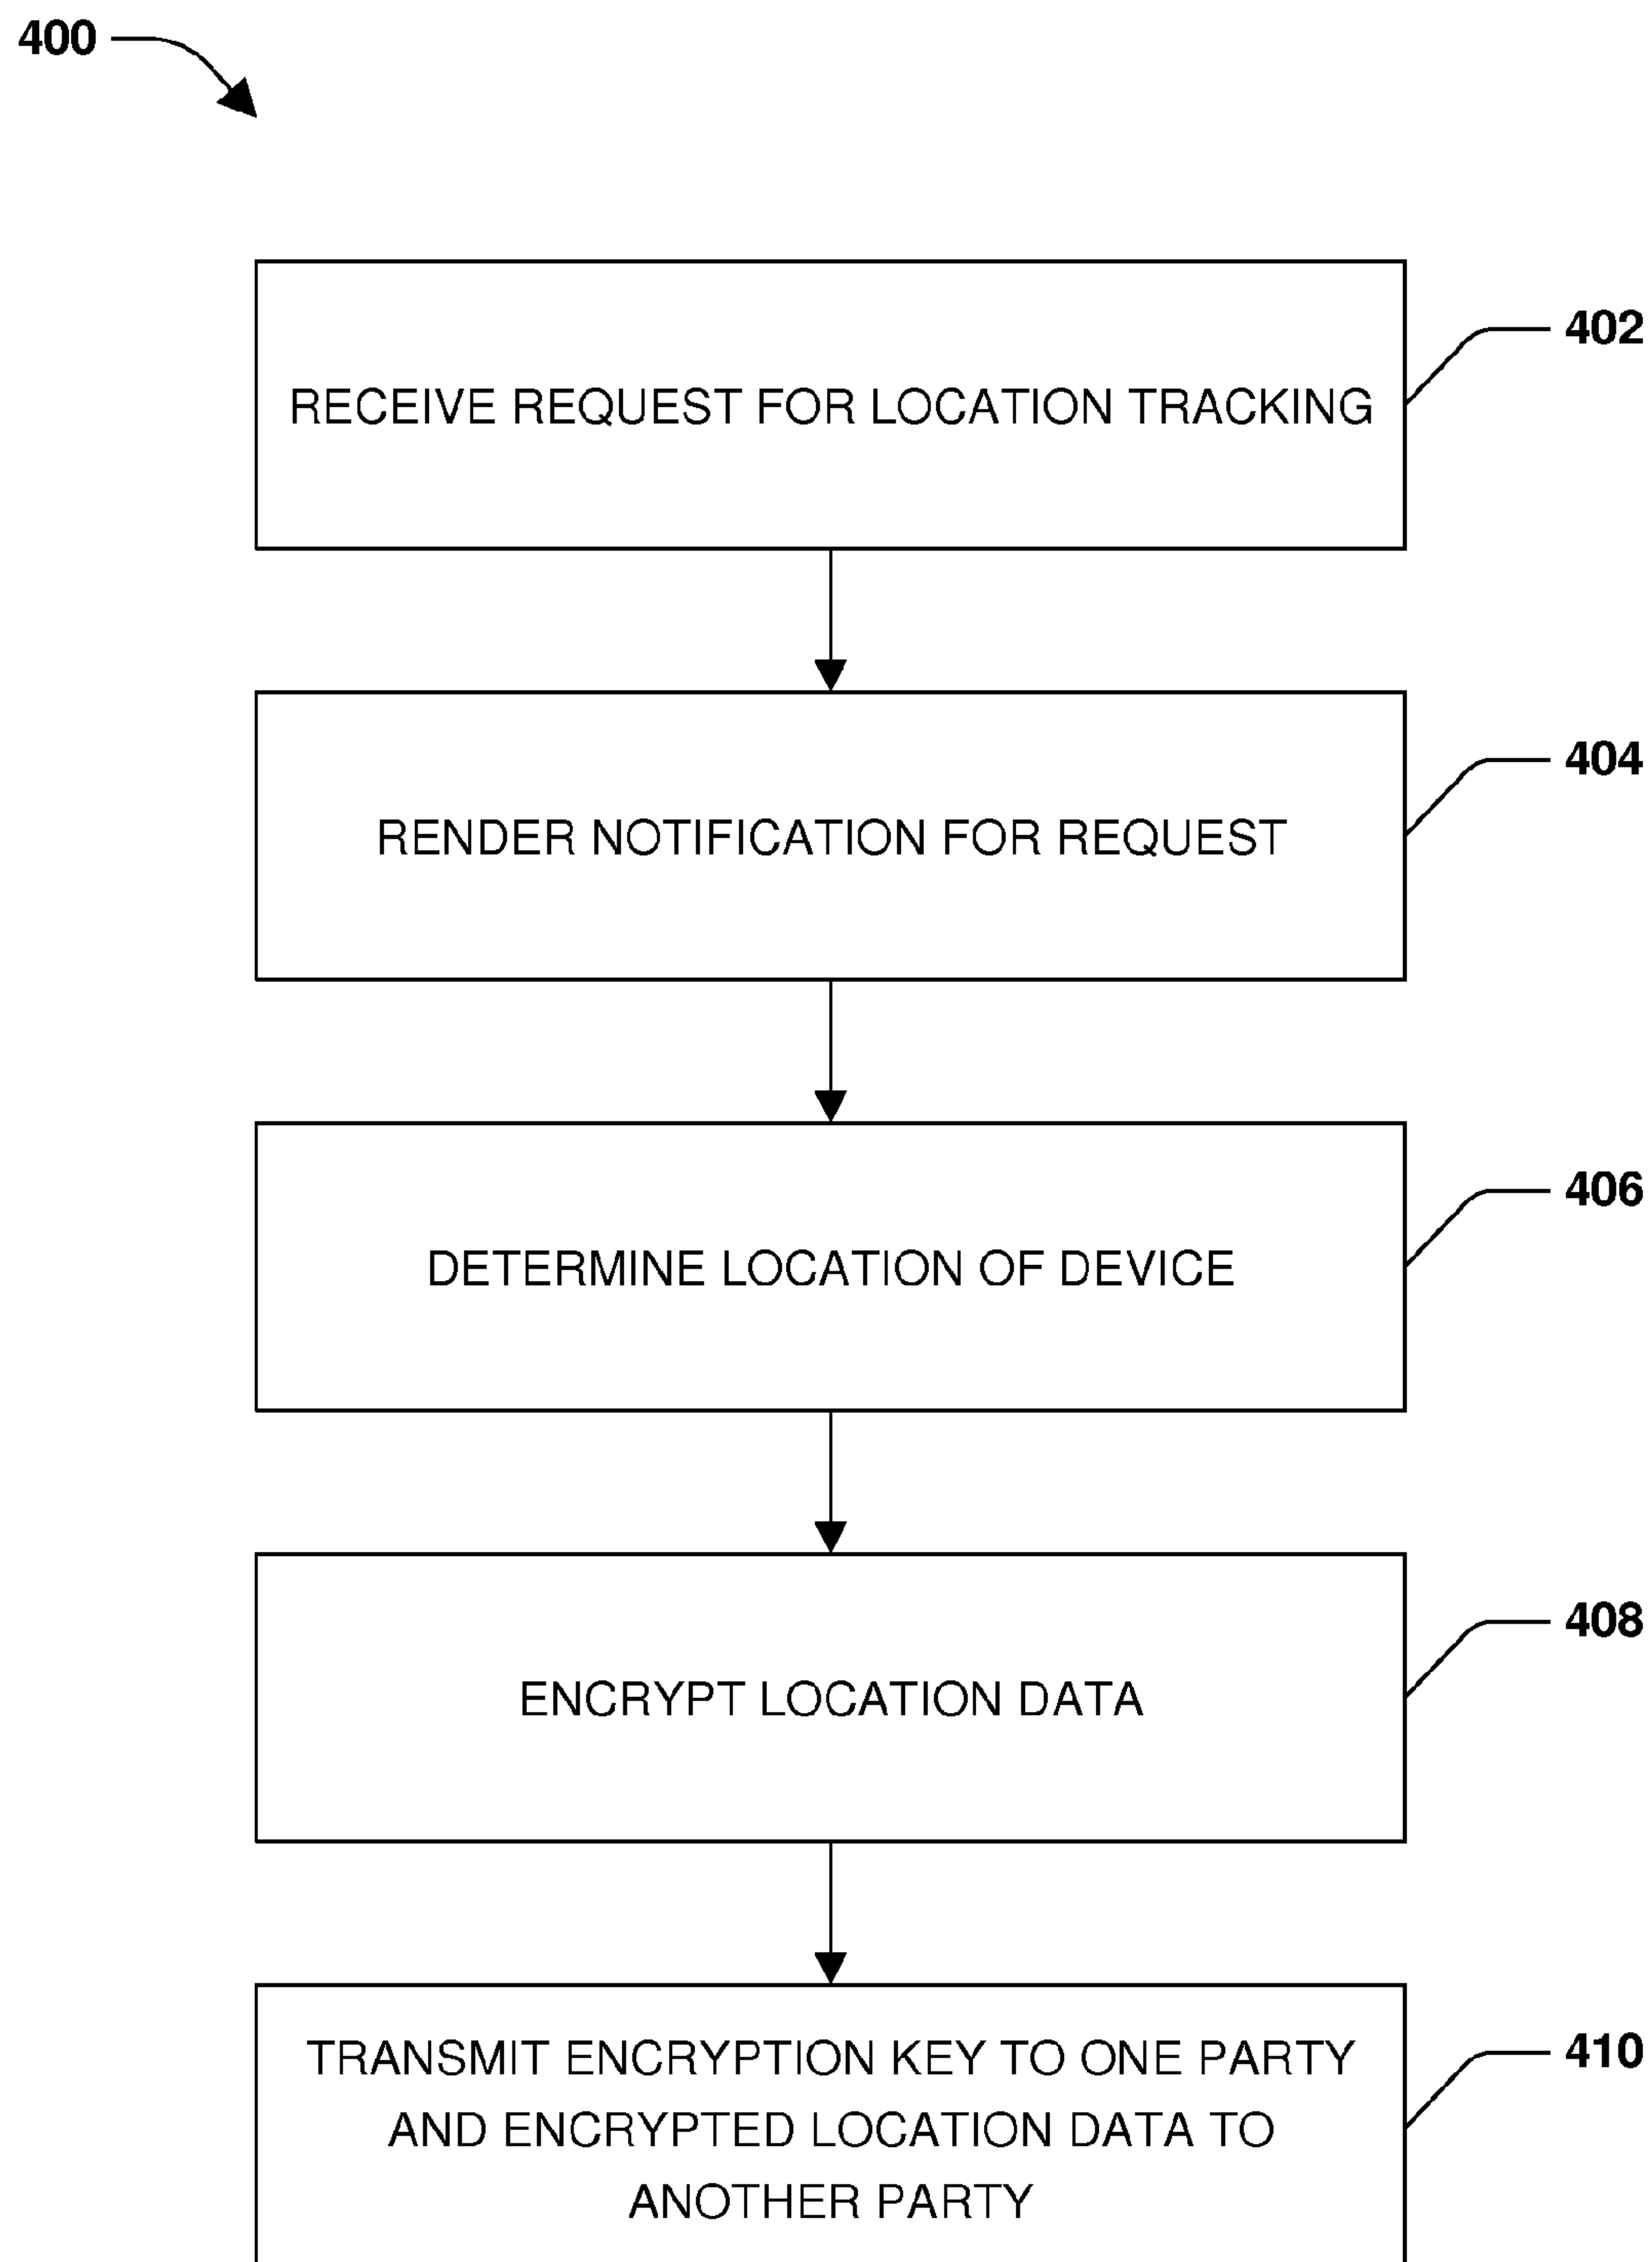 400
RECEIVE REQUEST FOR LOCATION TRACKING
402
RENDER NOTIFICATION FOR REQUEST
404
DETERMINE LOCATION OF DEVICE
406
ENCRYPT LOCATION DATA
408
TRANSMIT ENCRYPTION KEY TO ONE PARTY
AND ENCRYPTED LOCATION DATA TO
ANOTHER PARTY
410